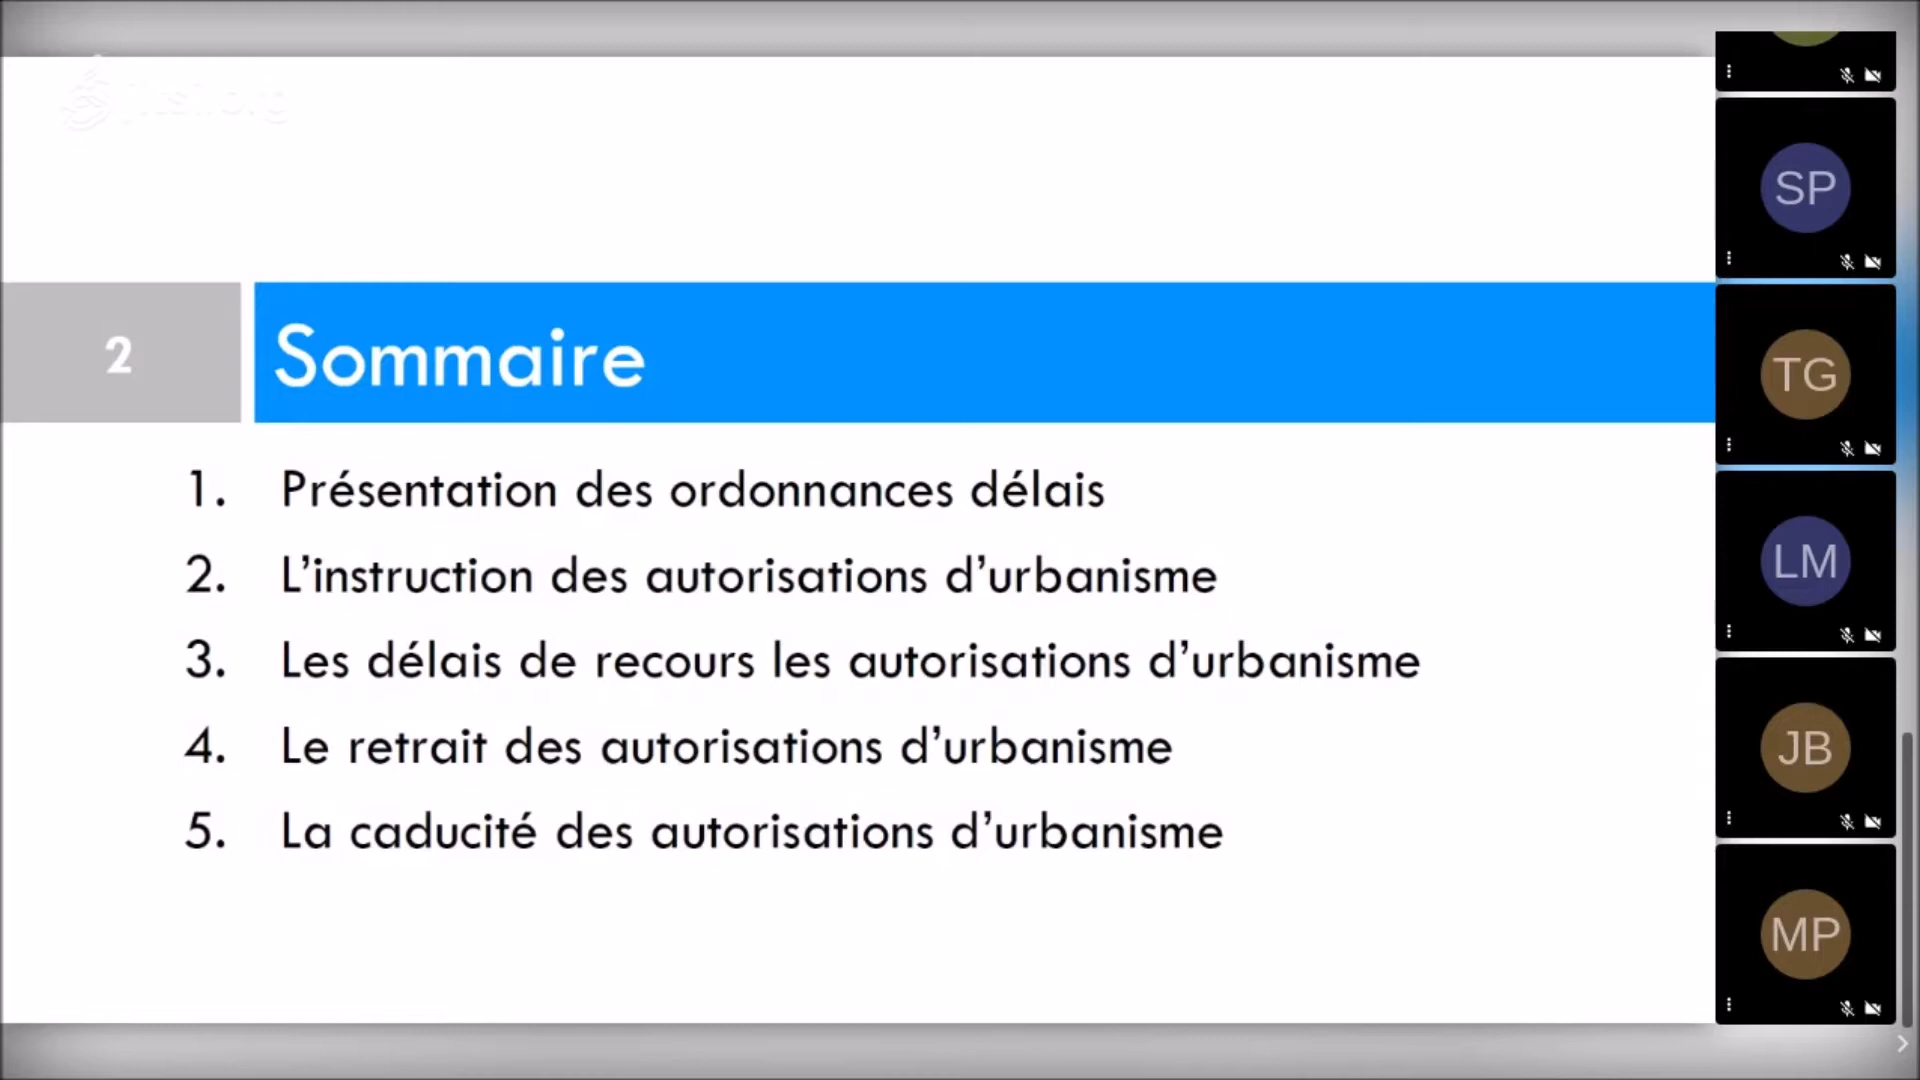 2
Sommaire
1. Présentation des ordonnances délais
2. L’instruction des autorisations d’urbanisme
3. Les délais de recours les autorisations d’urbanisme
4. Le retrait des autorisations d’urbanisme
5. La caducité des autorisations d’urbanisme
SP
TG
LM
JB
MP